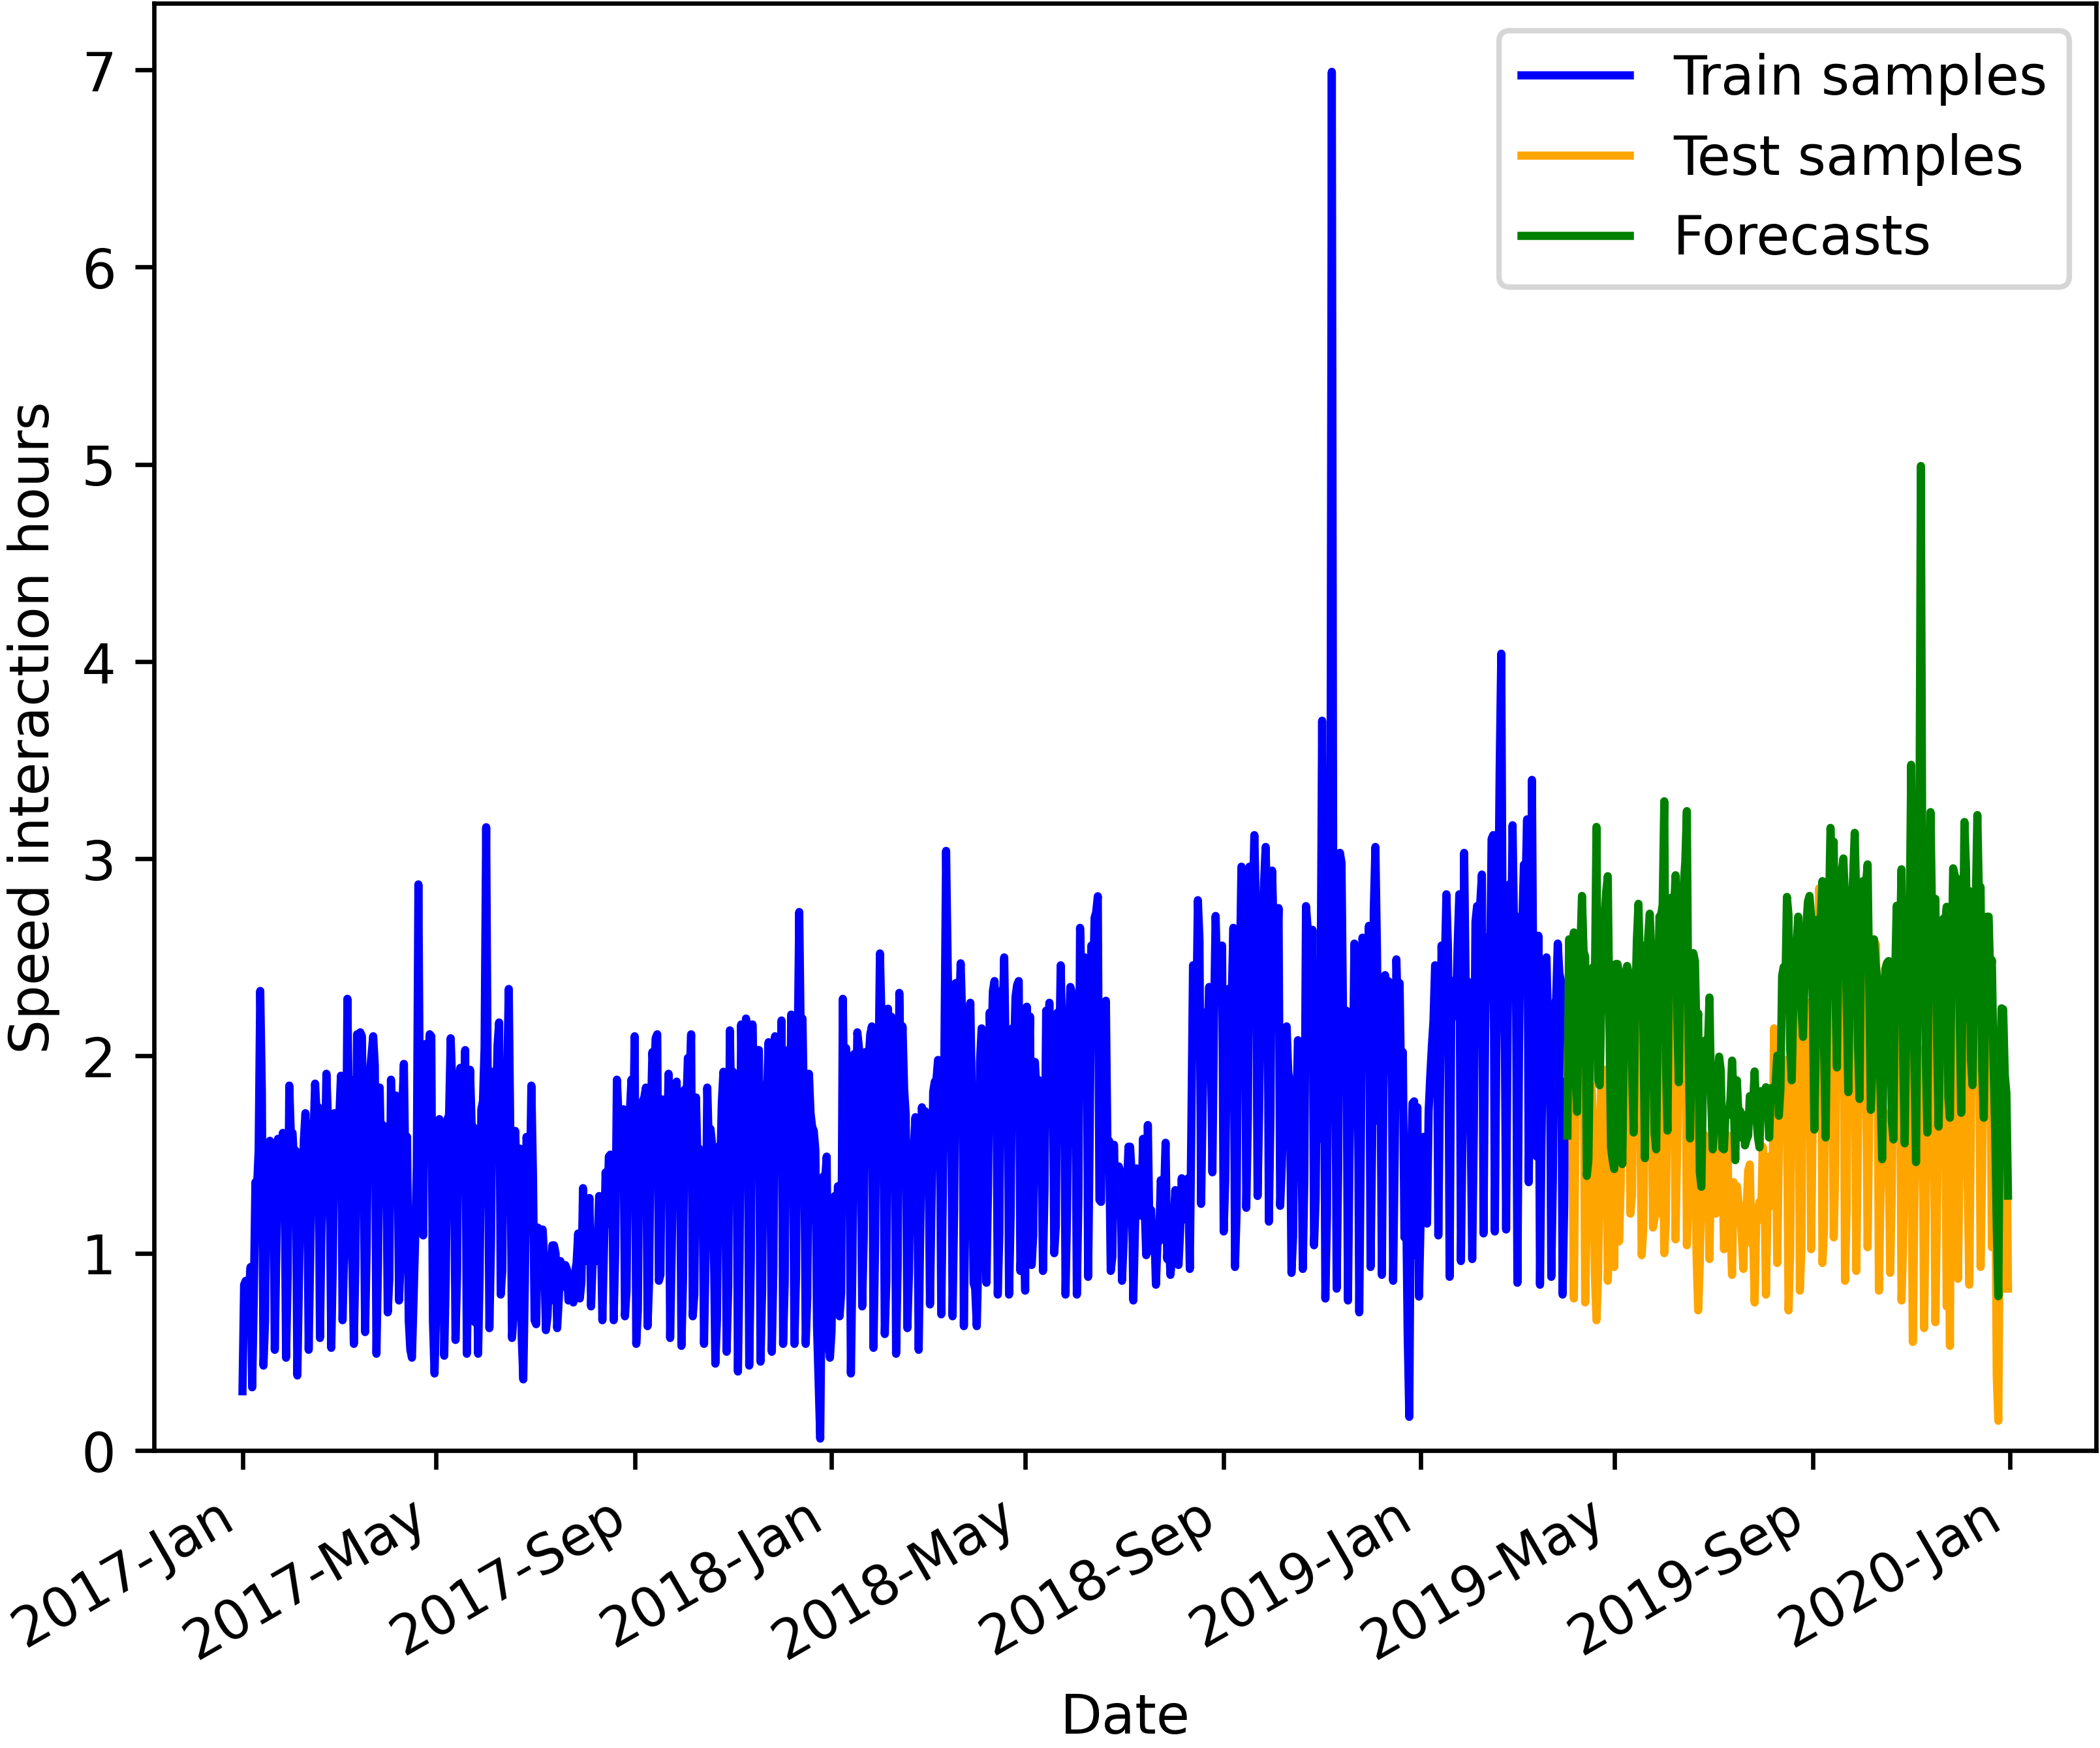 Train samples
Test samples
Forecasts
Speed interaction hours
7
6
5
4
3
2
1
0
2017-Jan
2017-May
2017-Sep
2018-Jan
2018-May
2018-Sep
2019-Jan
2019-May
2019-Sep
2020-Jan
Date